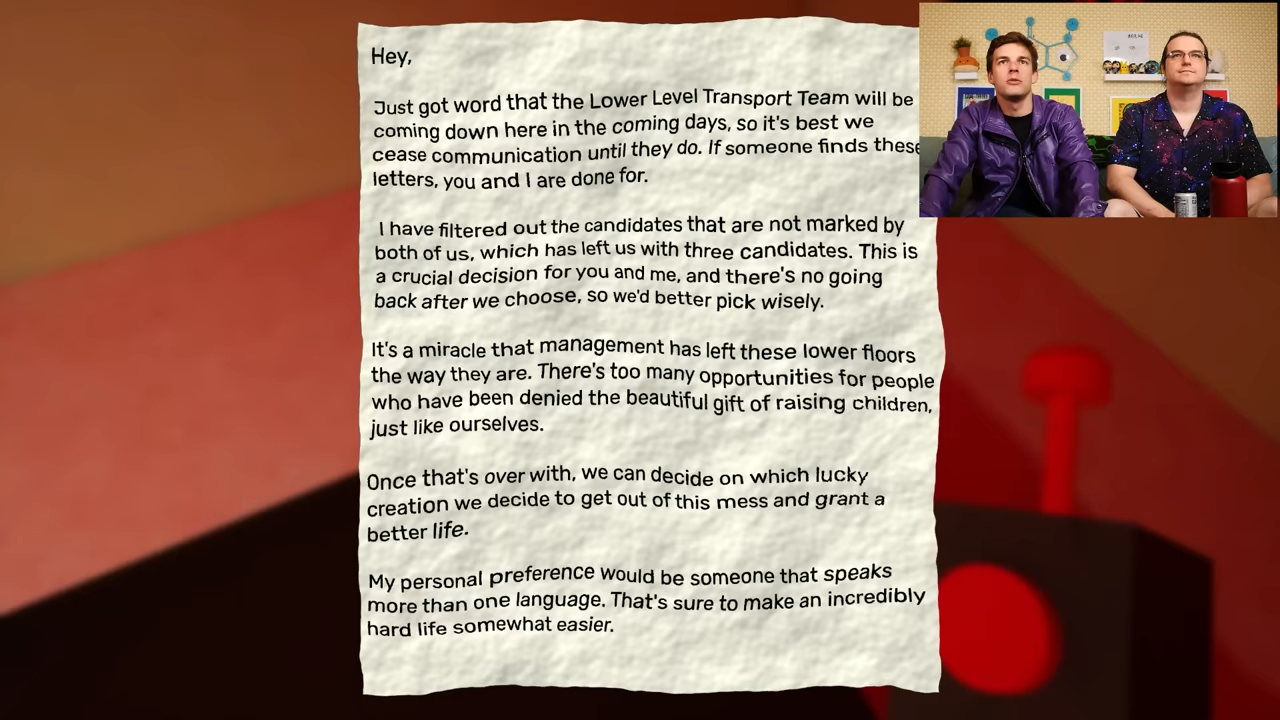 Hey,
Just got word that the Lower Level Transport Team will be
coming down here in the coming days, so it's best we
cease communication until they do. If someone finds these
letters, you and I are done for.
I have filtered out the candidates that are not marked by
both of us, which has left us with three candidates. This is
a crucial decision for you and me, and there's no going
back after we choose, so we'd better pick wisely.
It's a miracle that management has left these lower floors
the way they are. There's too many opportunities for people
who have been denied the beautiful gift of raising children,
just like ourselves.
Once that's over with, we can decide on which lucky
creation we decide to get out of this mess and grant a
better life.
My personal preference would be someone that speaks
more than one language. That's sure to make an incredibly
hard life somewhat easier.